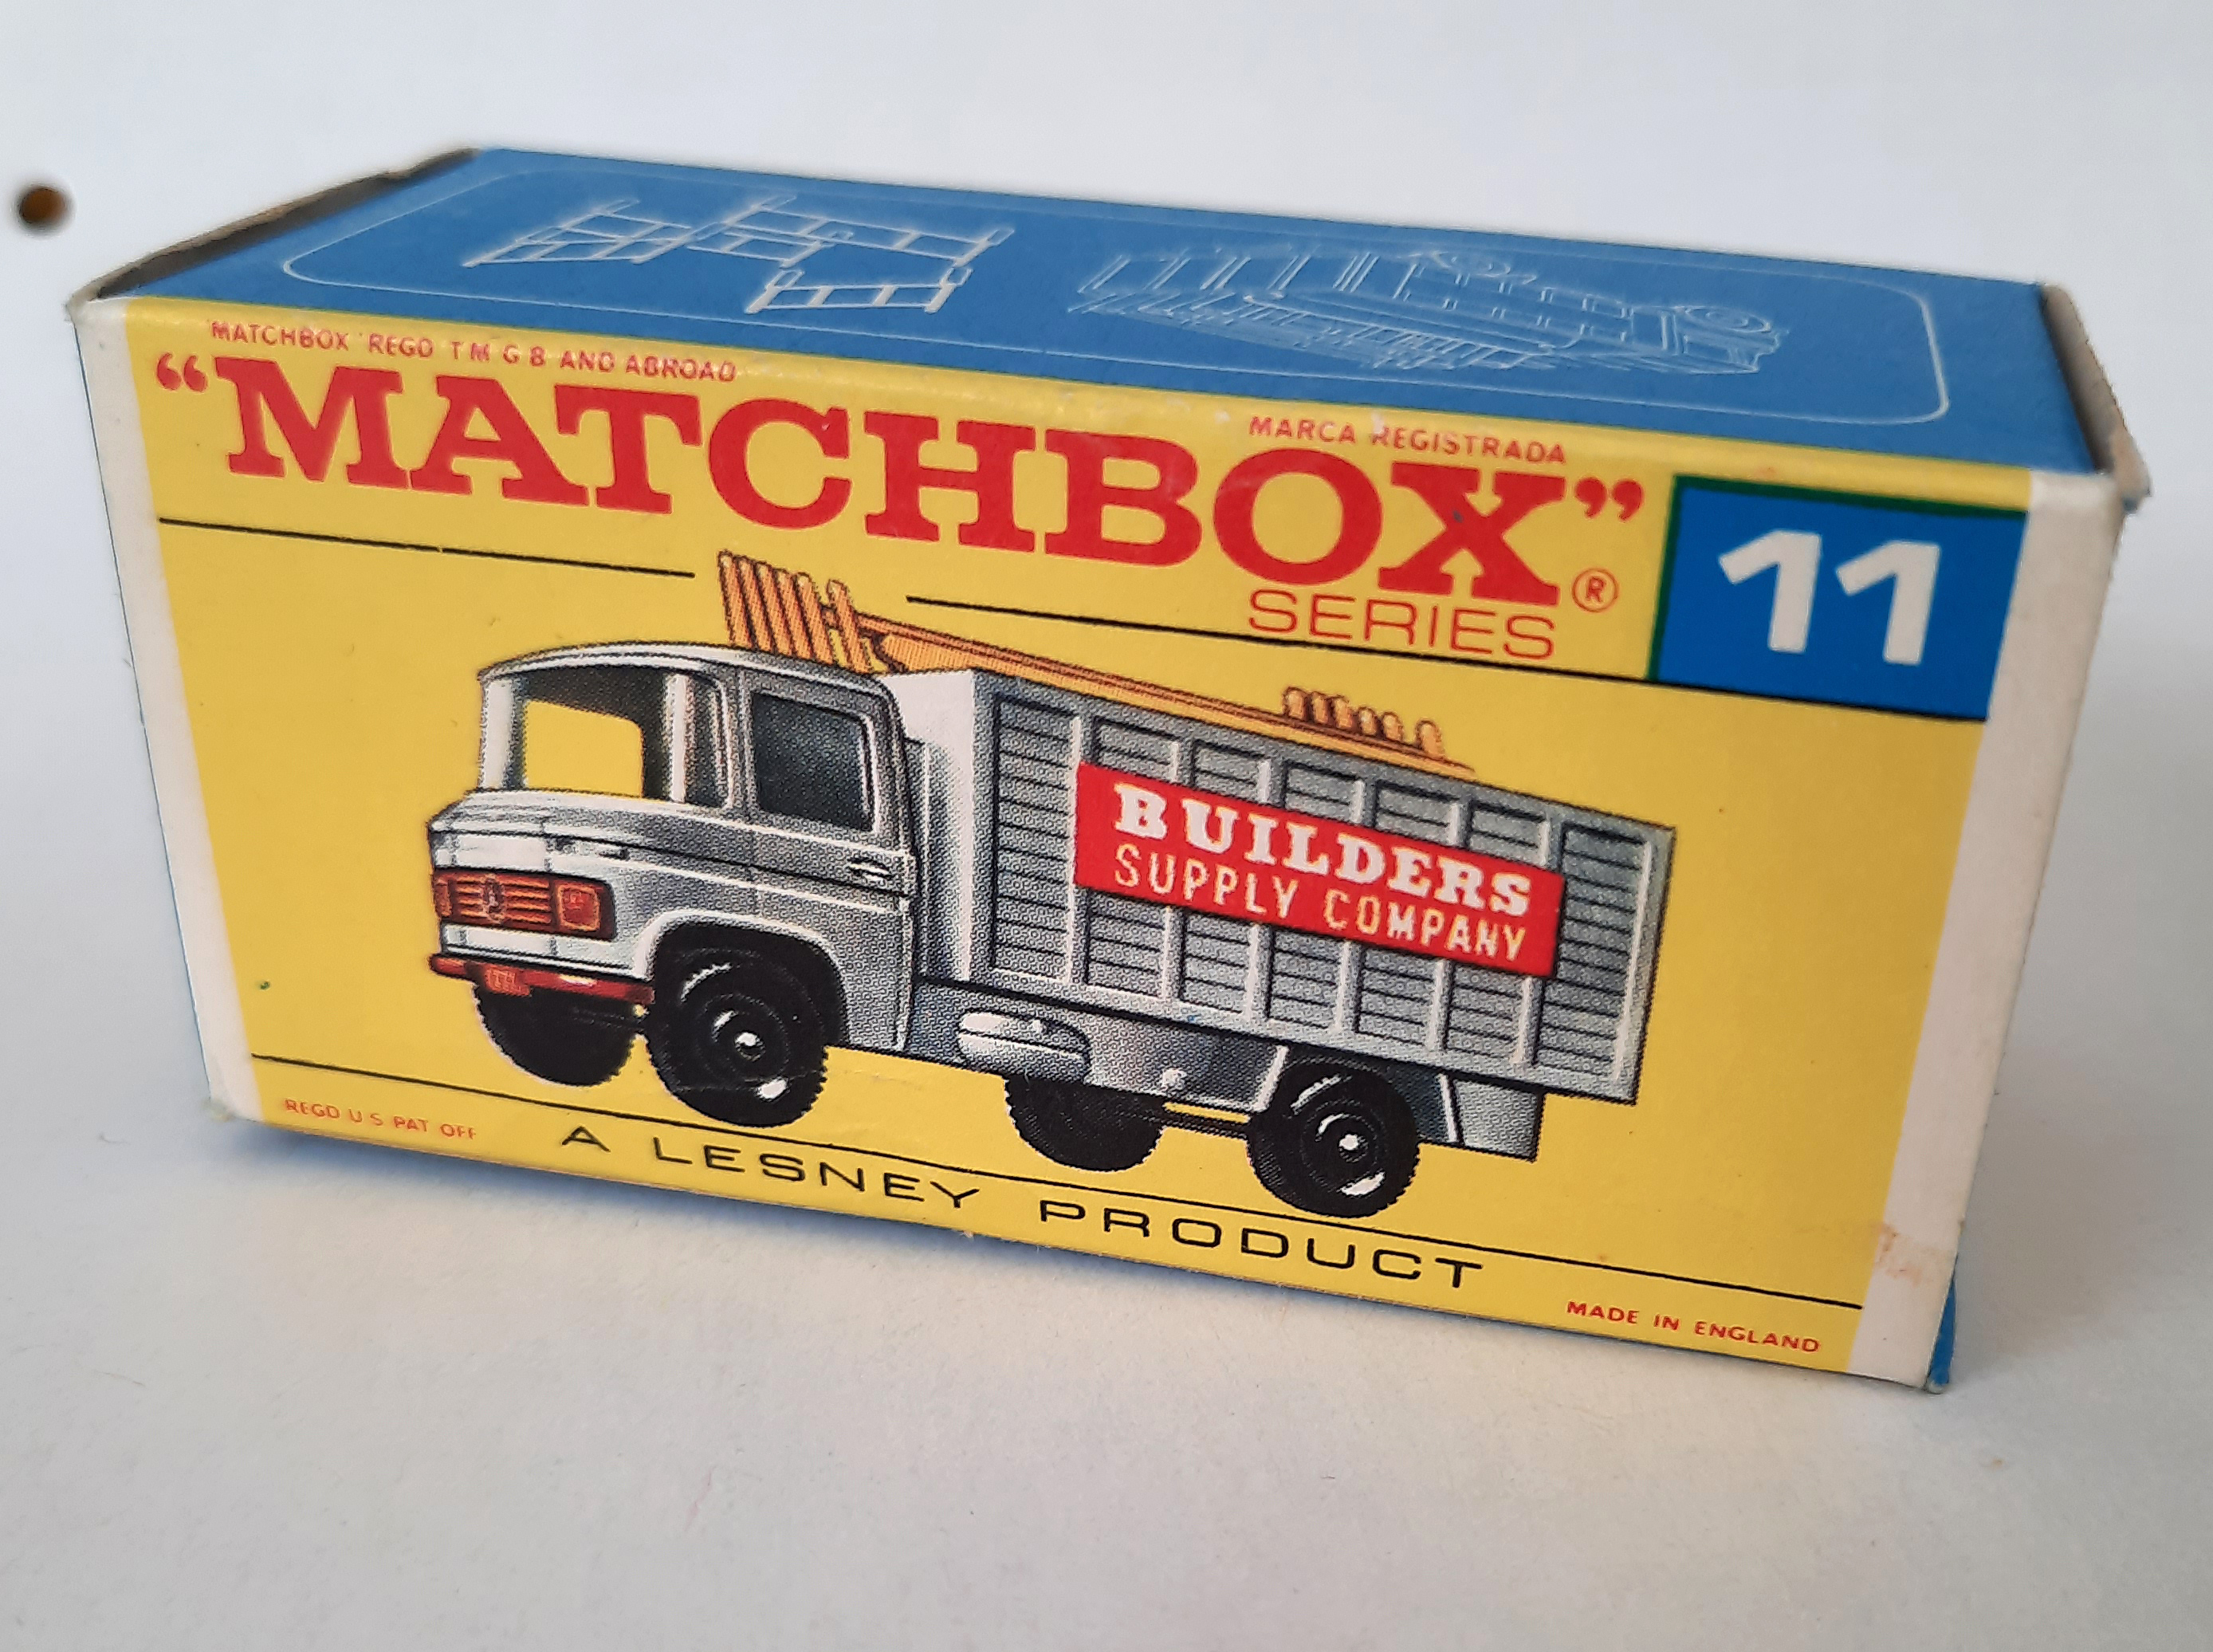 MATCHBOX REGD T M G B AND ABROAD
MARCA REGISTRADA
“MATCHBOX”®
SERIES
11
BUILDERS
SUPPLY COMPANY
REGD U S PAT OFF
A LESNEY PRODUCT
MADE IN ENGLAND